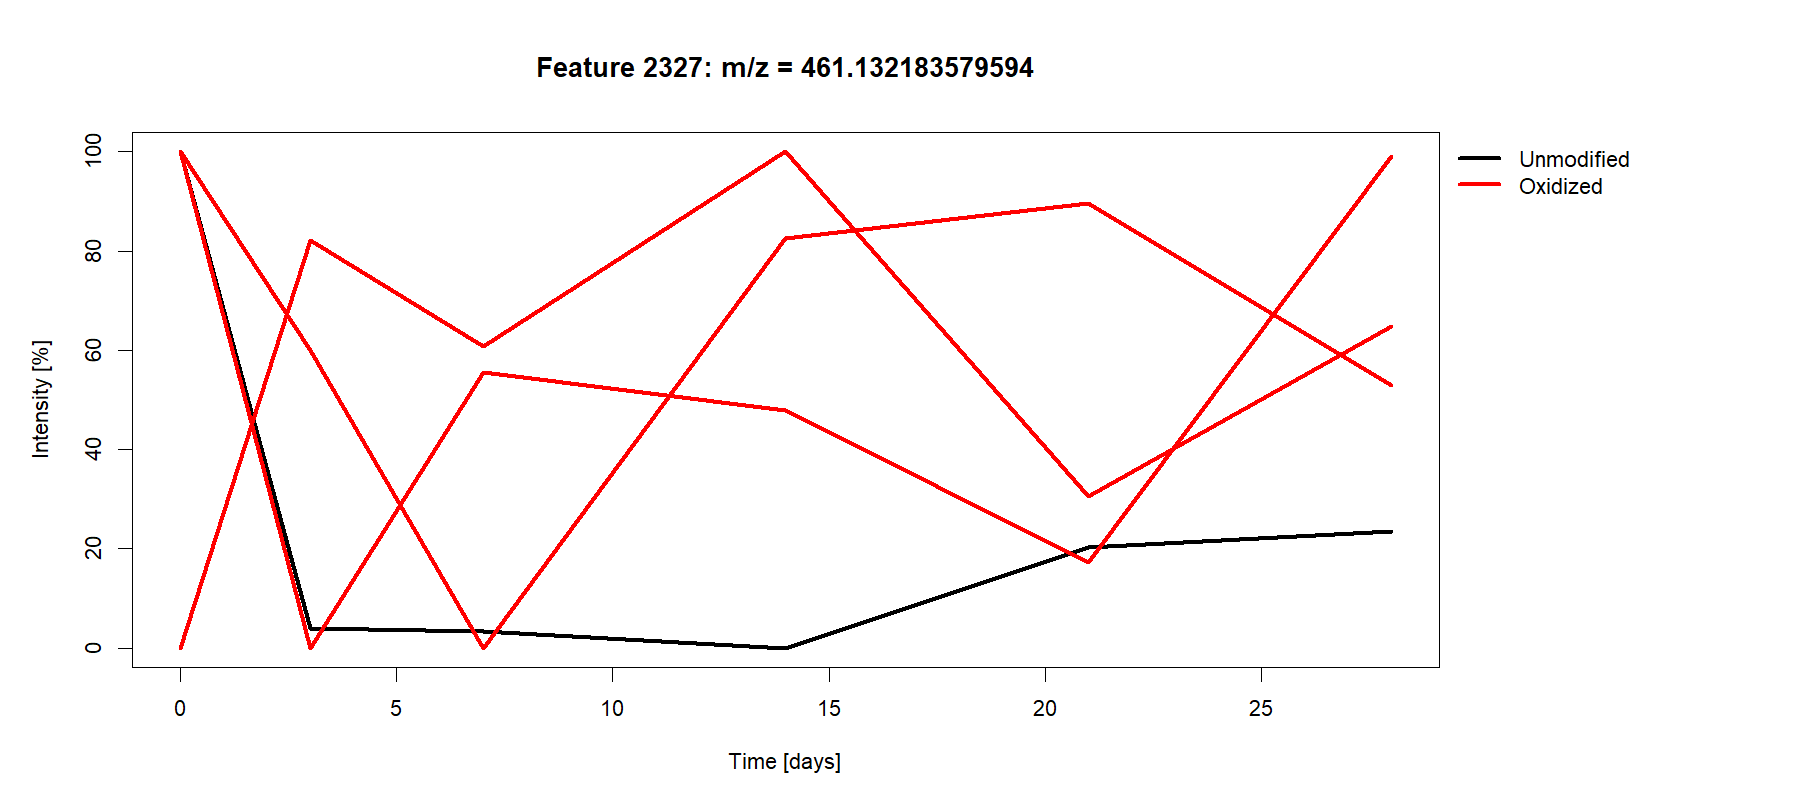 Feature 2327: m/z = 461.132183579594
Unmodified
Oxidized
Intensity [%]
100
80
60
40
20
0
0 5 10 15 20 25
Time [days]